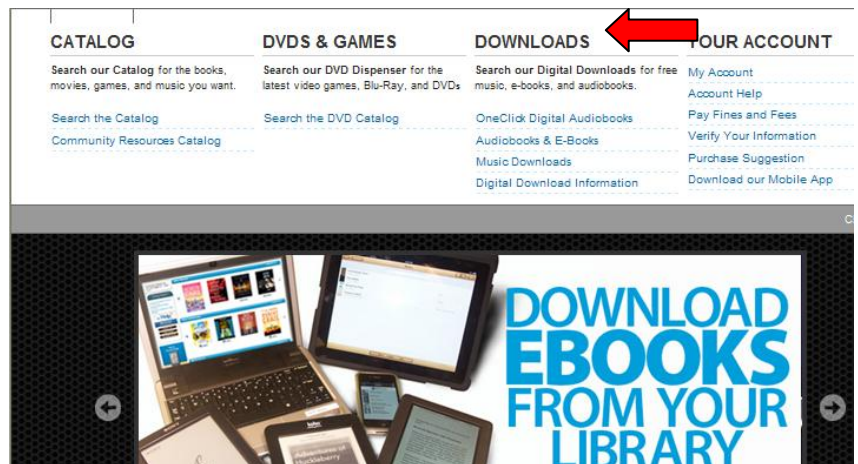 CATALOG
Search our Catalog for the books,
movies, games, and music you want.
Search the Catalog
Community Resources Catalog
DVDS & GAMES
Search our DVD Dispenser for the
latest video games, Blu-Ray, and DVDs
Search the DVD Catalog
DOWNLOADS
Search our Digital Downloads for free
music, e-books, and audiobooks.
OneClick Digital Audiobooks
Audiobooks & E-Books
Music Downloads
Digital Download Information
YOUR ACCOUNT
My Account
Account Help
Pay Fines and Fees
Verify Your Information
Purchase Suggestion
Download our Mobile App
DOWNLOAD
EBOOKS
FROM YOUR
LIBRARY
Adventures of
Huckleberry